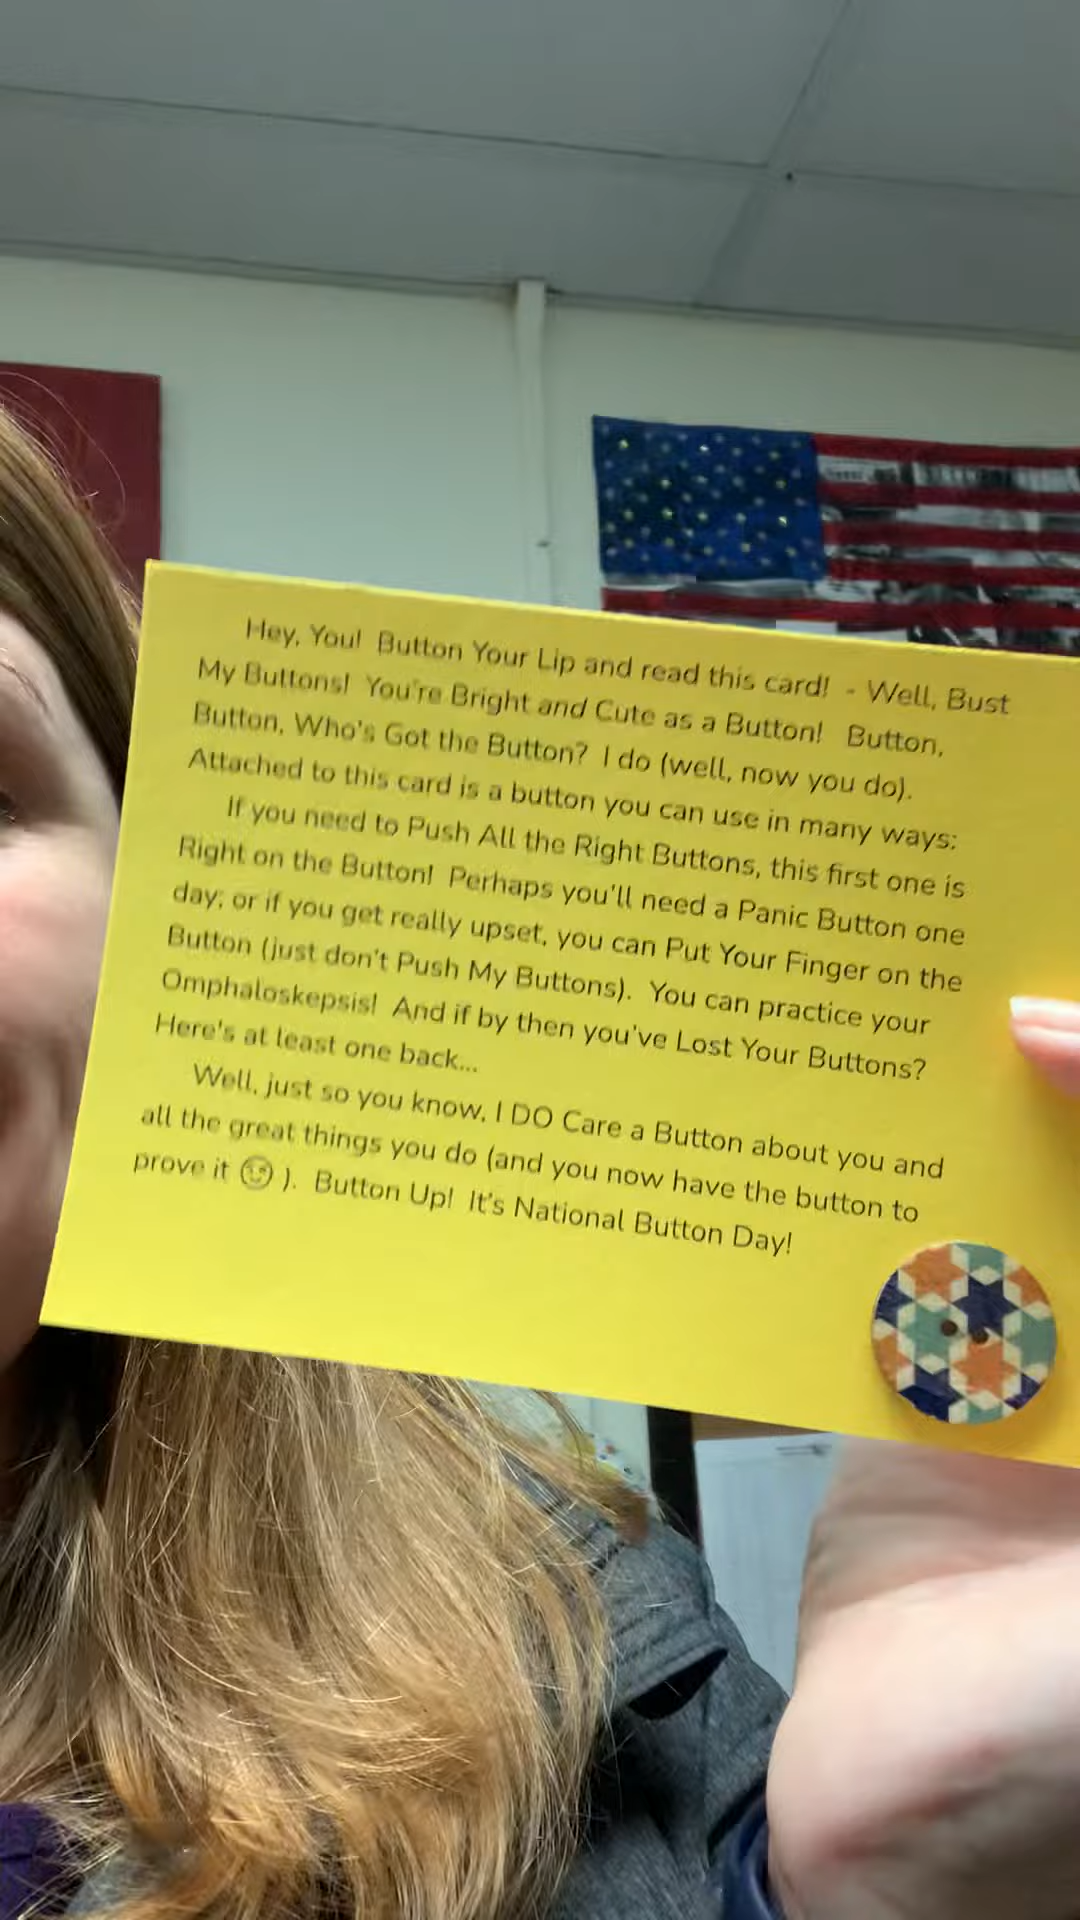 Hey, You! Button Your Lip and read this card! - Well, Bust
My Buttons! You're Bright and Cute as a Button! Button,
Button, Who's Got the Button? I do (well, now you do).
Attached to this card is a button you can use in many ways:
If you need to Push All the Right Buttons, this first one is
Right on the Button! Perhaps you'll need a Panic Button one
day; or if you get really upset, you can Put Your Finger on the
Button (just don't Push My Buttons). You can practice your
Omphaloskepsis! And if by then you've Lost Your Buttons?
Here's at least one back...
Well, just so you know, I DO Care a Button about you and
all the great things you do (and you now have the button to
prove it 😉 ). Button Up! It's National Button Day!